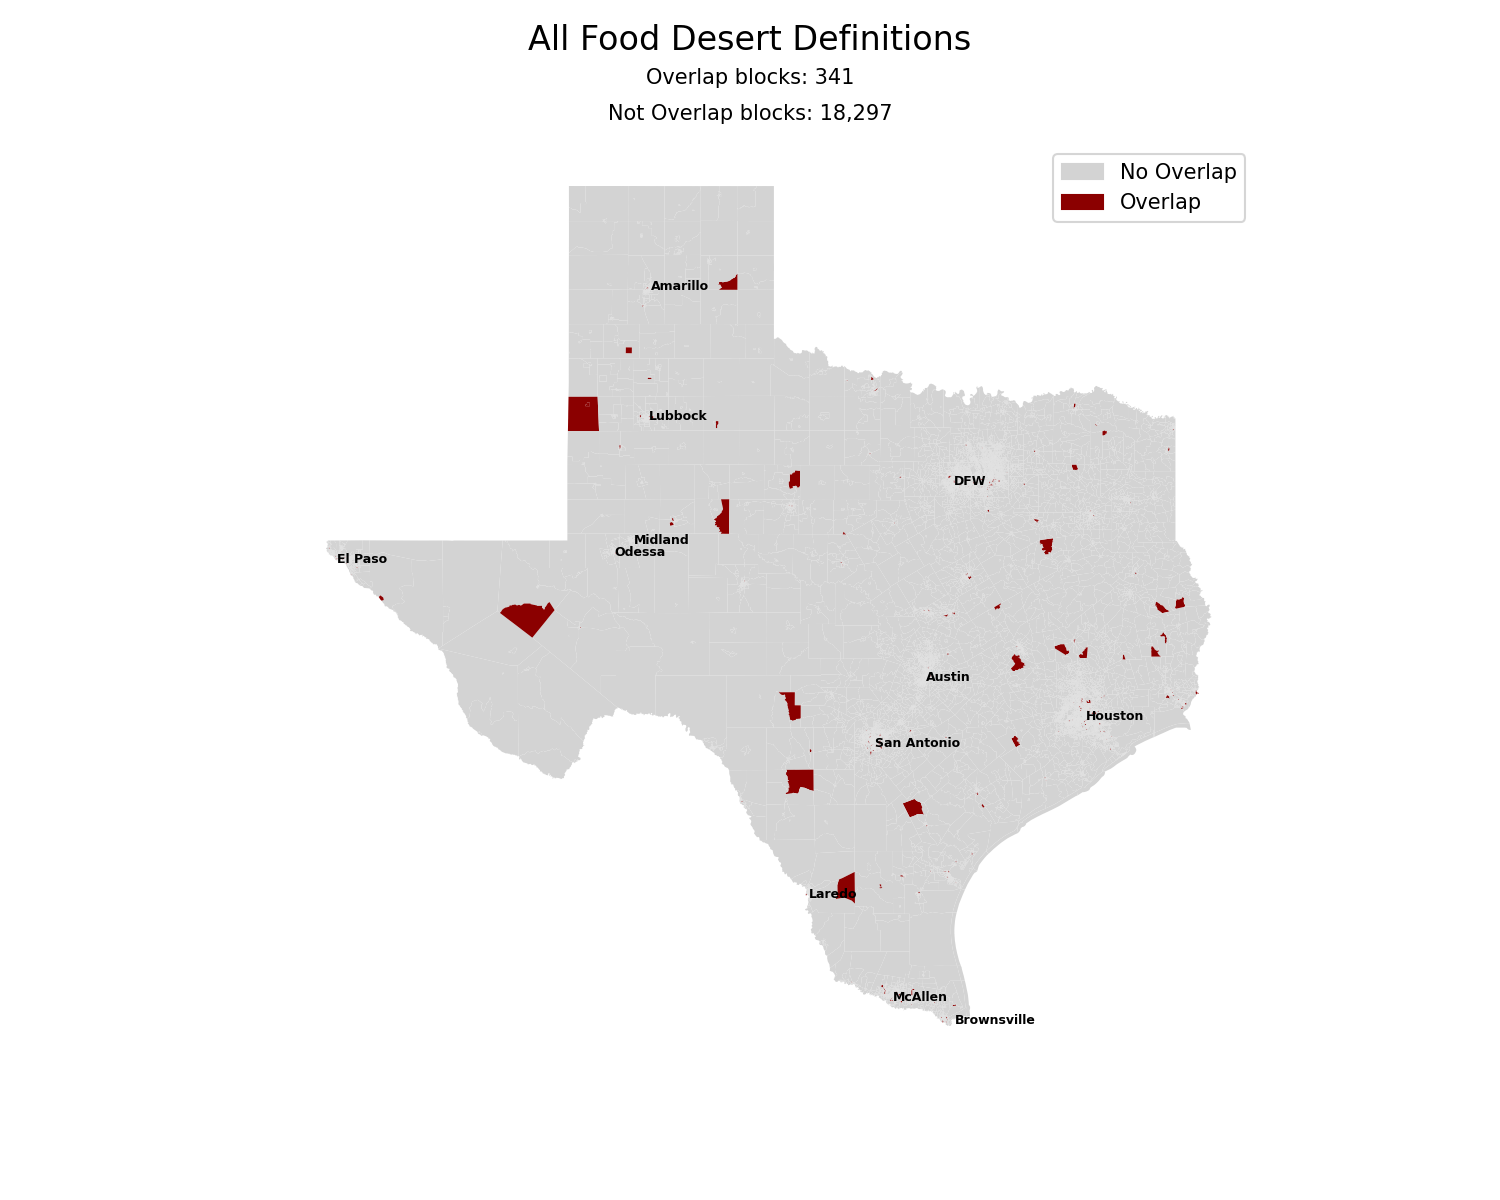 All Food Desert Definitions
Overlap blocks: 341
Not Overlap blocks: 18,297
No Overlap
Overlap
Amarillo
Lubbock
DFW
Midland
Odessa
El Paso
Austin
Houston
San Antonio
Laredo
McAllen
Brownsville